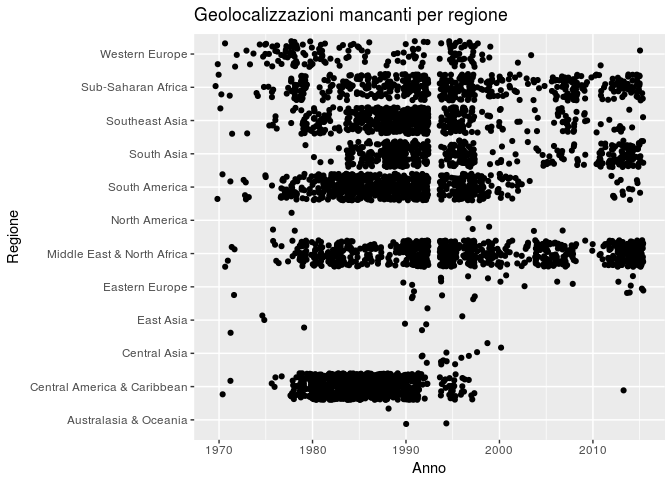 Geolocalizzazioni mancanti per regione
Regione
Western Europe
Sub-Saharan Africa
Southeast Asia
South Asia
South America
North America
Middle East & North Africa
Eastern Europe
East Asia
Central Asia
Central America & Caribbean
Australasia & Oceania
1970 1980 1990 2000 2010
Anno